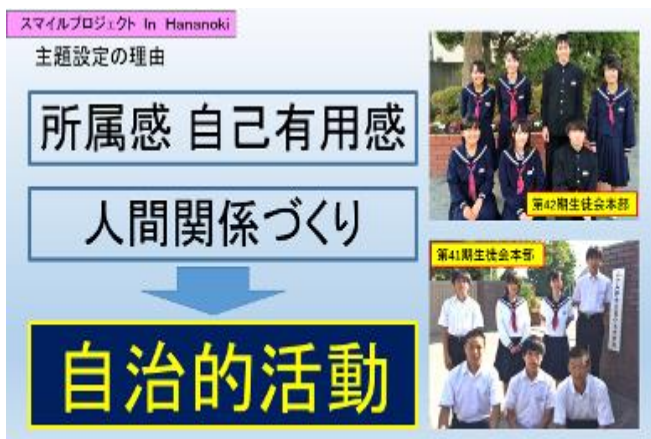 スマイルプロジェクト In Hananoki
主題設定の理由
所属感 自己有用感
人間関係づくり
自治的活動
第42期生徒会本部
第41期生徒会本部